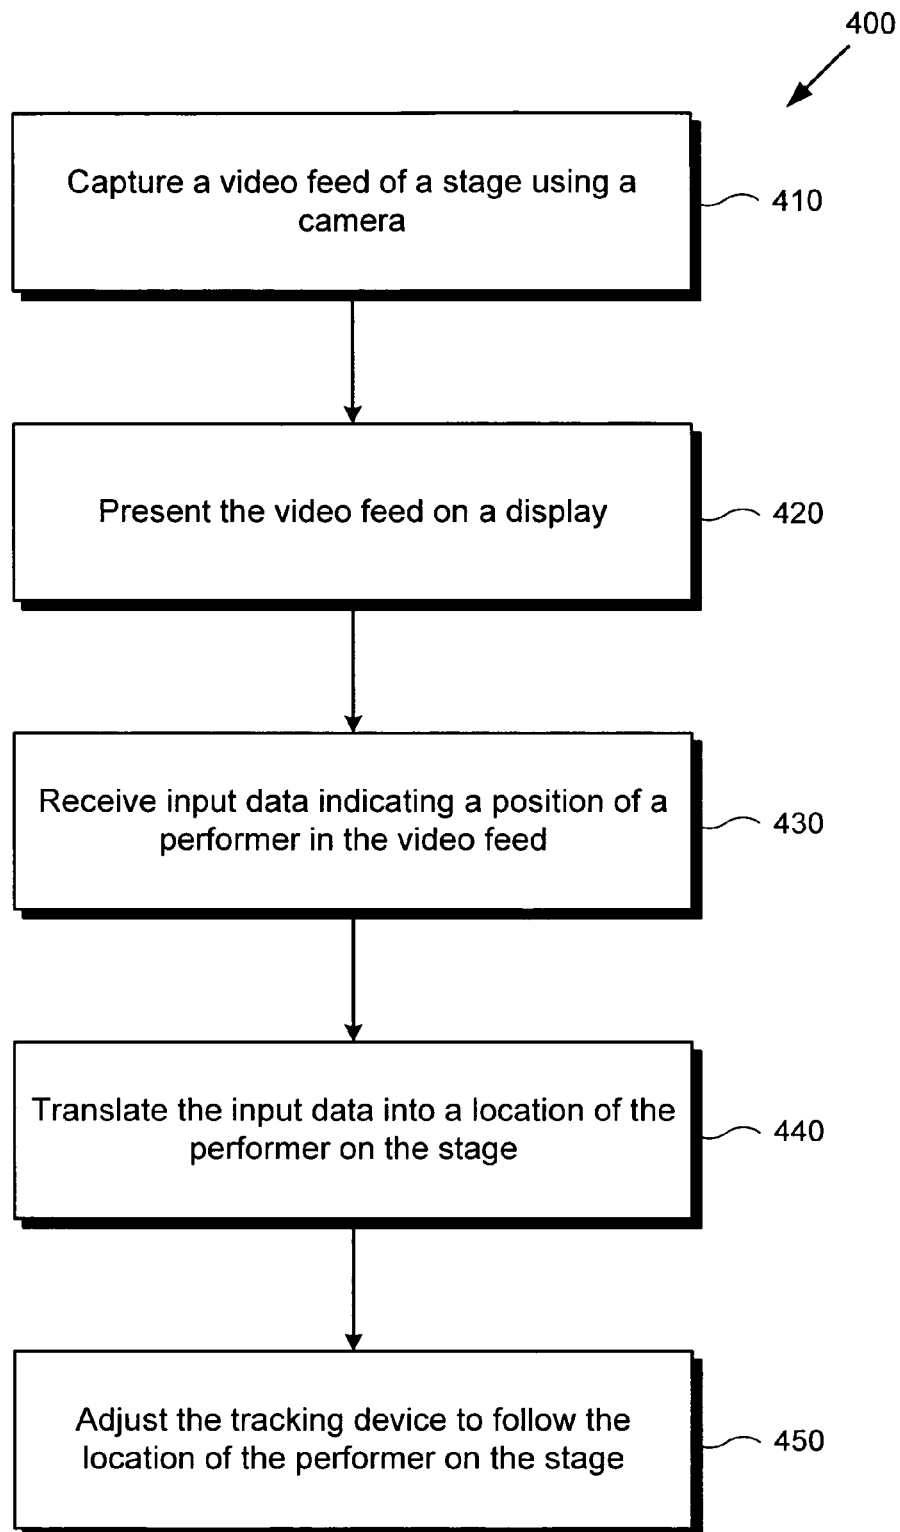 400
Capture a video feed of a stage using a
camera
410
Present the video feed on a display
420
Receive input data indicating a position of a
performer in the video feed
430
Translate the input data into a location of the
performer on the stage
440
Adjust the tracking device to follow the
location of the performer on the stage
450